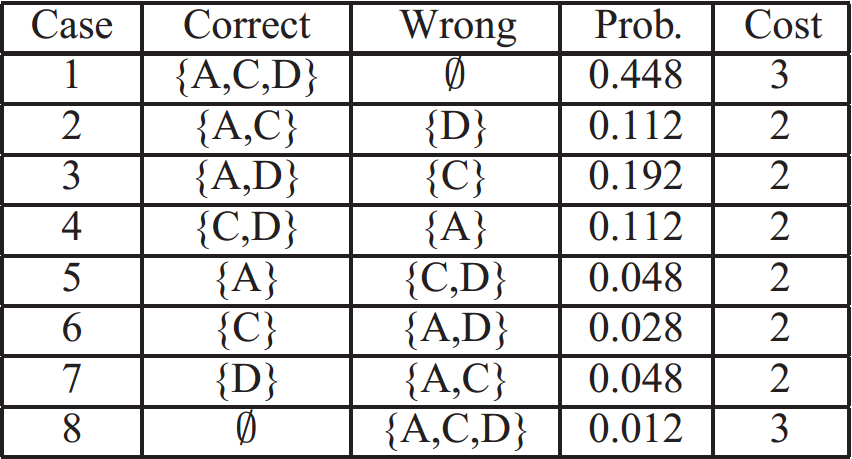 Case Correct Wrong Prob. Cost
1 {A,C,D} ∅ 0.448 3
2 {A,C} {D} 0.112 2
3 {A,D} {C} 0.192 2
4 {C,D} {A} 0.112 2
5 {A} {C,D} 0.048 2
6 {C} {A,D} 0.028 2
7 {D} {A,C} 0.048 2
8 ∅ {A,C,D} 0.012 3